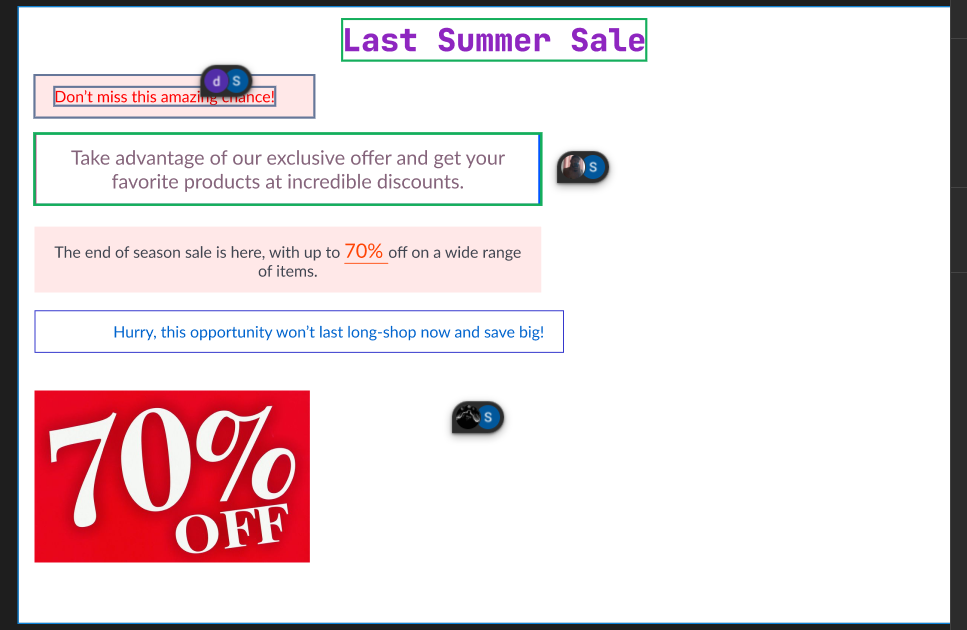 Last Summer Sale
d S
Don't miss this amazing chance!
Take advantage of our exclusive offer and get your
S
favorite products at incredible discounts.
The end of season sale is here, with up to 70% off on a wide range
of items.
Hurry, this opportunity won't last long-shop now and save big!
70%
OFF
S